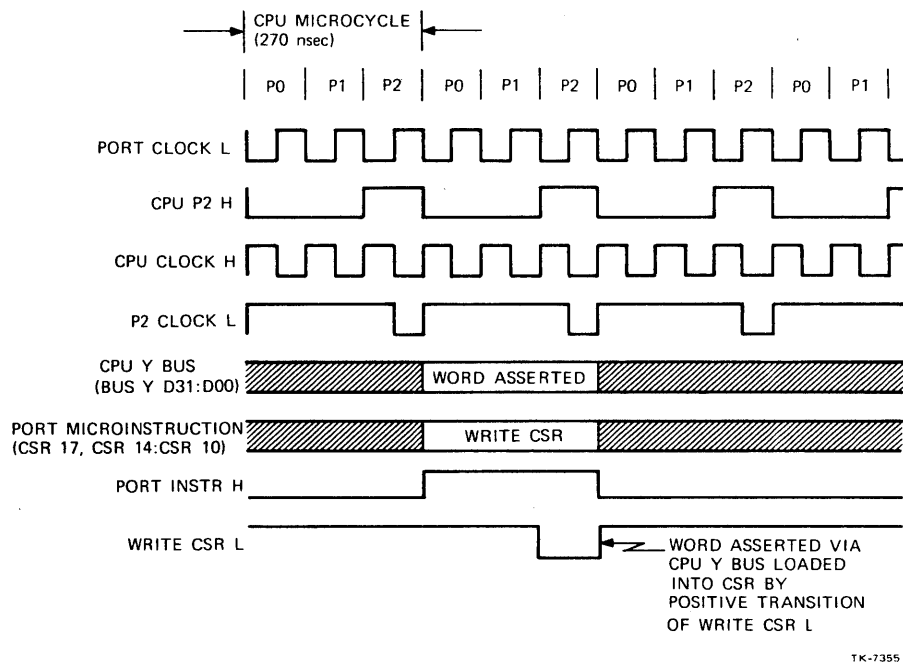 CPU MICROCYCLE
(270 nsec)
P0 P1 P2 P0 P1 P2 P0 P1 P2 P0 P1
PORT CLOCK L
CPU P2 H
CPU CLOCK H
P2 CLOCK L
CPU Y BUS
(BUS Y D31:D00)
WORD ASSERTED
PORT MICROINSTRUCTION
(CSR 17, CSR 14:CSR 10)
WRITE CSR
PORT INSTR H
WRITE CSR L
WORD ASSERTED VIA
CPU Y BUS LOADED
INTO CSR BY
POSITIVE TRANSITION
OF WRITE CSR L
TK-7355